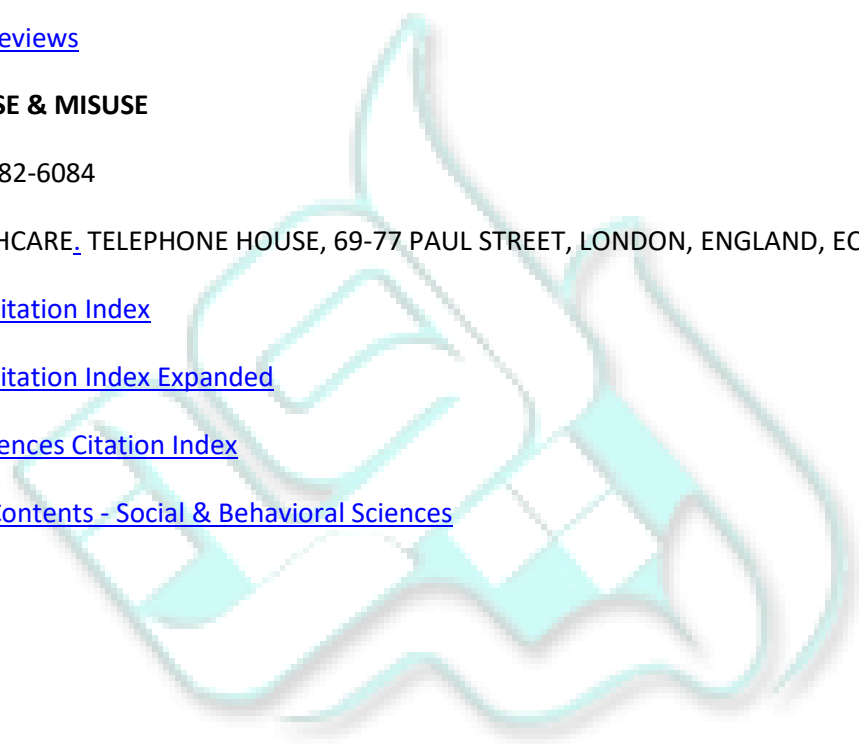 eviews
SE & MISUSE
82-6084
HCARE. TELEPHONE HOUSE, 69-77 PAUL STREET, LONDON, ENGLAND, EC
itation Index
itation Index Expanded
ences Citation Index
Contents - Social & Behavioral Sciences